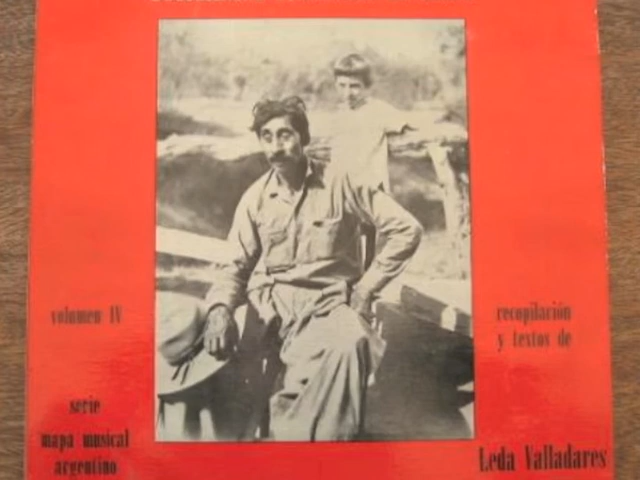 volumen IV
recopilación
y textos de
serie
mapa musical
argentino
Leda Valladares